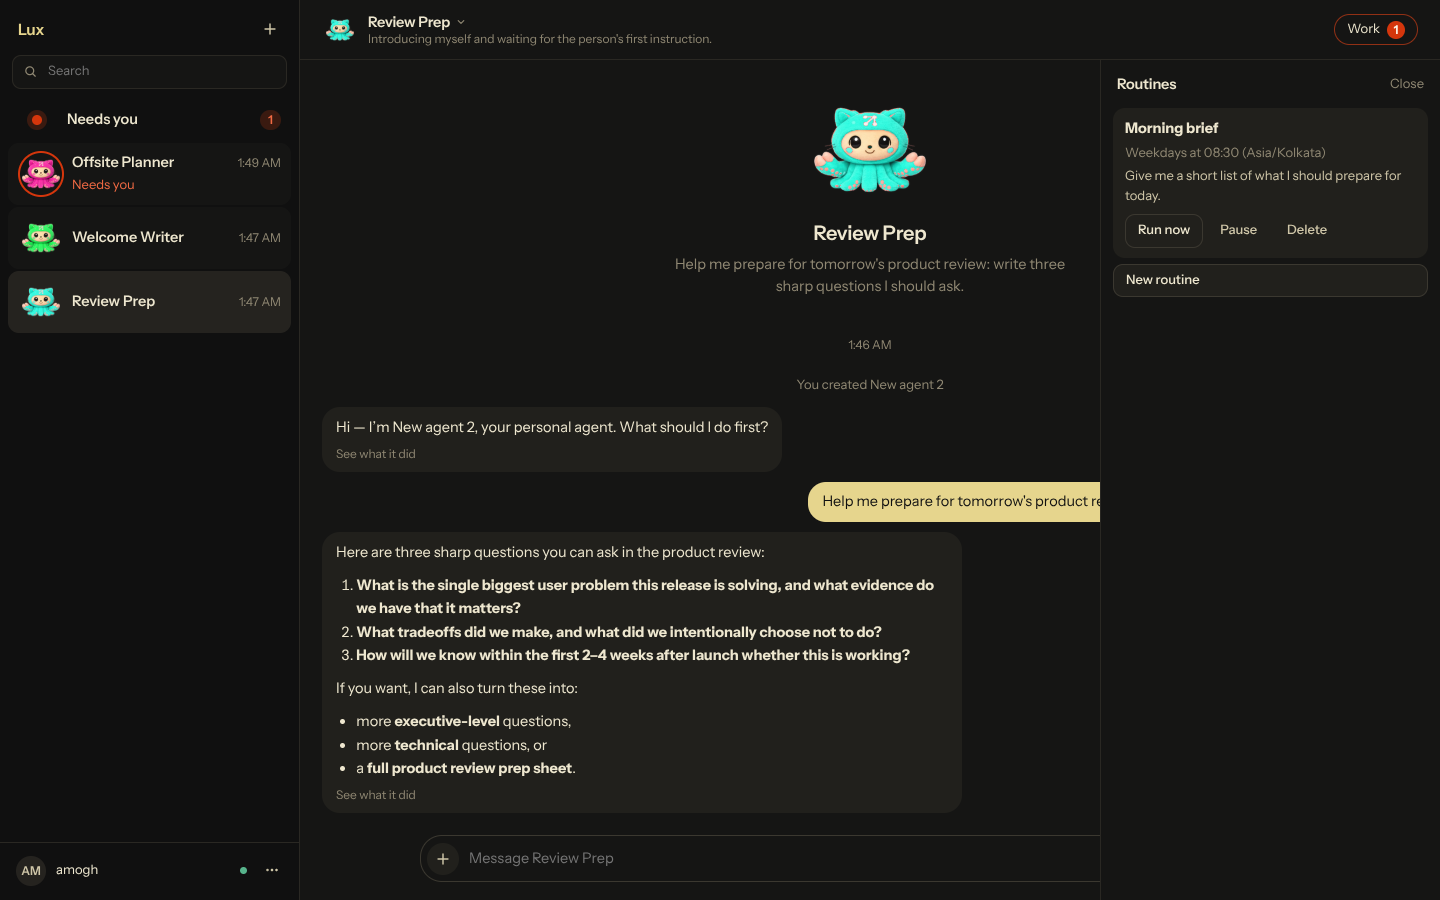 Lux
Search
Needs you
1
Offsite Planner
1:49 AM
Needs you
Welcome Writer
1:47 AM
Review Prep
1:47 AM
AM
amogh
Review Prep
Introducing myself and waiting for the person's first instruction.
Work 1
Review Prep
Help me prepare for tomorrow's product review: write three
sharp questions I should ask.
1:46 AM
You created New agent 2
Hi — I'm New agent 2, your personal agent. What should I do first?
See what it did
Help me prepare for tomorrow's product re
Here are three sharp questions you can ask in the product review:
1. What is the single biggest user problem this release is solving, and what evidence do
we have that it matters?
2. What tradeoffs did we make, and what did we intentionally choose not to do?
3. How will we know within the first 2–4 weeks after launch whether this is working?
If you want, I can also turn these into:
• more executive-level questions,
• more technical questions, or
• a full product review prep sheet.
See what it did
Message Review Prep
Routines
Close
Morning brief
Weekdays at 08:30 (Asia/Kolkata)
Give me a short list of what I should prepare for
today.
Run now
Pause
Delete
New routine